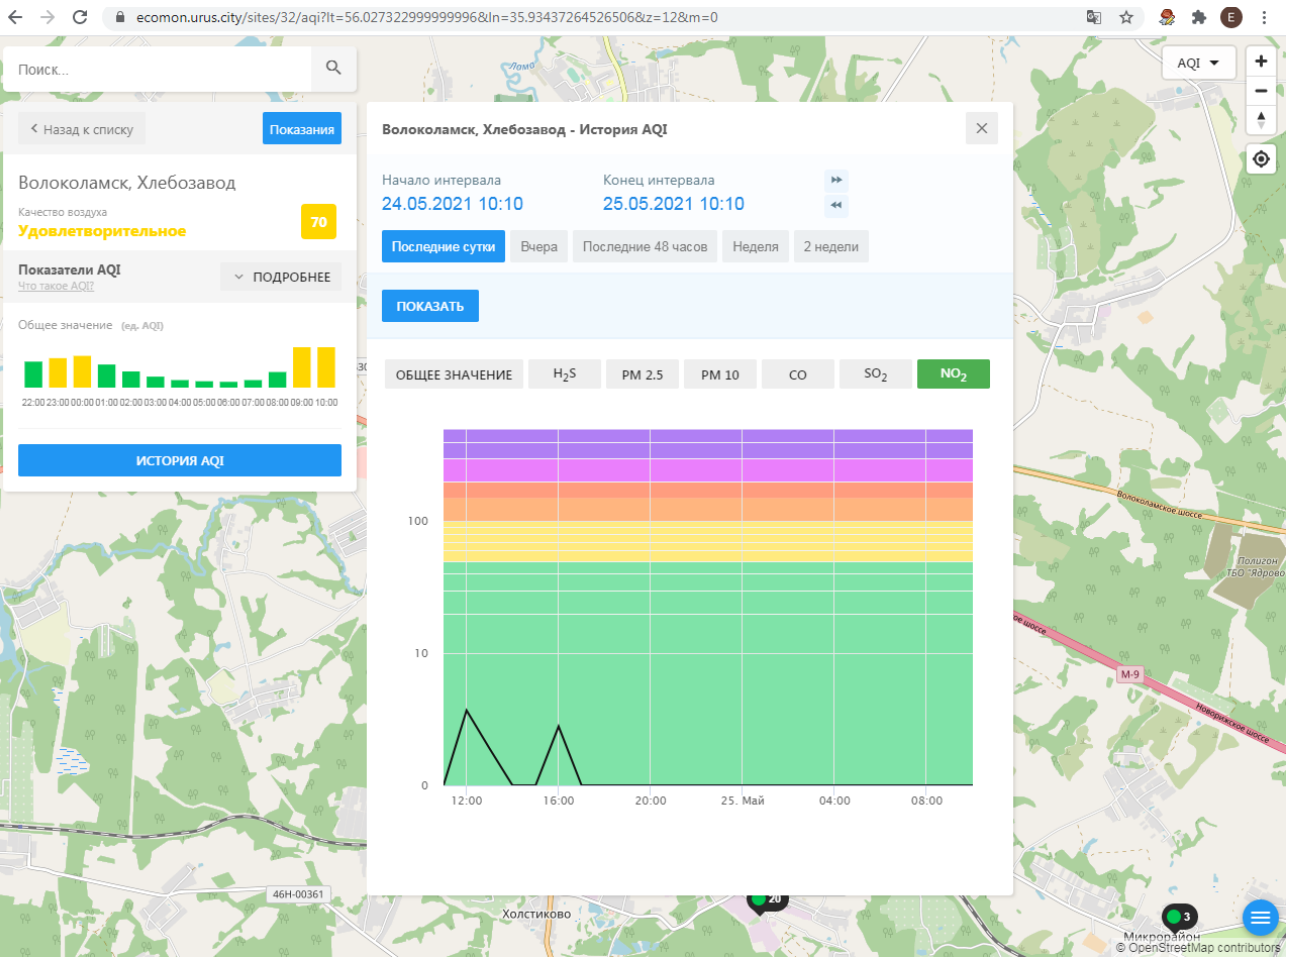 ecomon.urus.city/sites/32/aqi?lt=56.027322999999996&ln=35.93437264526506&z=12&m=0
E
Поиск...
AQI
Назад к списку
Показания
Волоколамск, Хлебозавод
Качество воздуха
Удовлетворительное
70
Показатели AQI
Что такое AQI?
ПОДРОБНЕЕ
Общее значение (ед. AQI)
22:00 23:00 00:00 01:00 02:00 03:00 04:00 05:00 06:00 07:00 08:00 09:00 10:00
ИСТОРИЯ AQI
Волоколамск, Хлебозавод - История AQI
Начало интервала
24.05.2021 10:10
Конец интервала
25.05.2021 10:10
Последние сутки
Вчера
Последние 48 часов
Неделя
2 недели
ПОКАЗАТЬ
ОБЩЕЕ ЗНАЧЕНИЕ
H2S
PM 2.5
PM 10
CO
SO2
NO2
100
10
0
12:00 16:00 20:00 25. Май 04:00 08:00
Лама
Волоколамское шоссе
Полигон
ТБО "Ядрово
М-9
Новорижское шоссе
46Н-00361
Холстиково
20
3
Микрорайон
© OpenStreetMap contributors